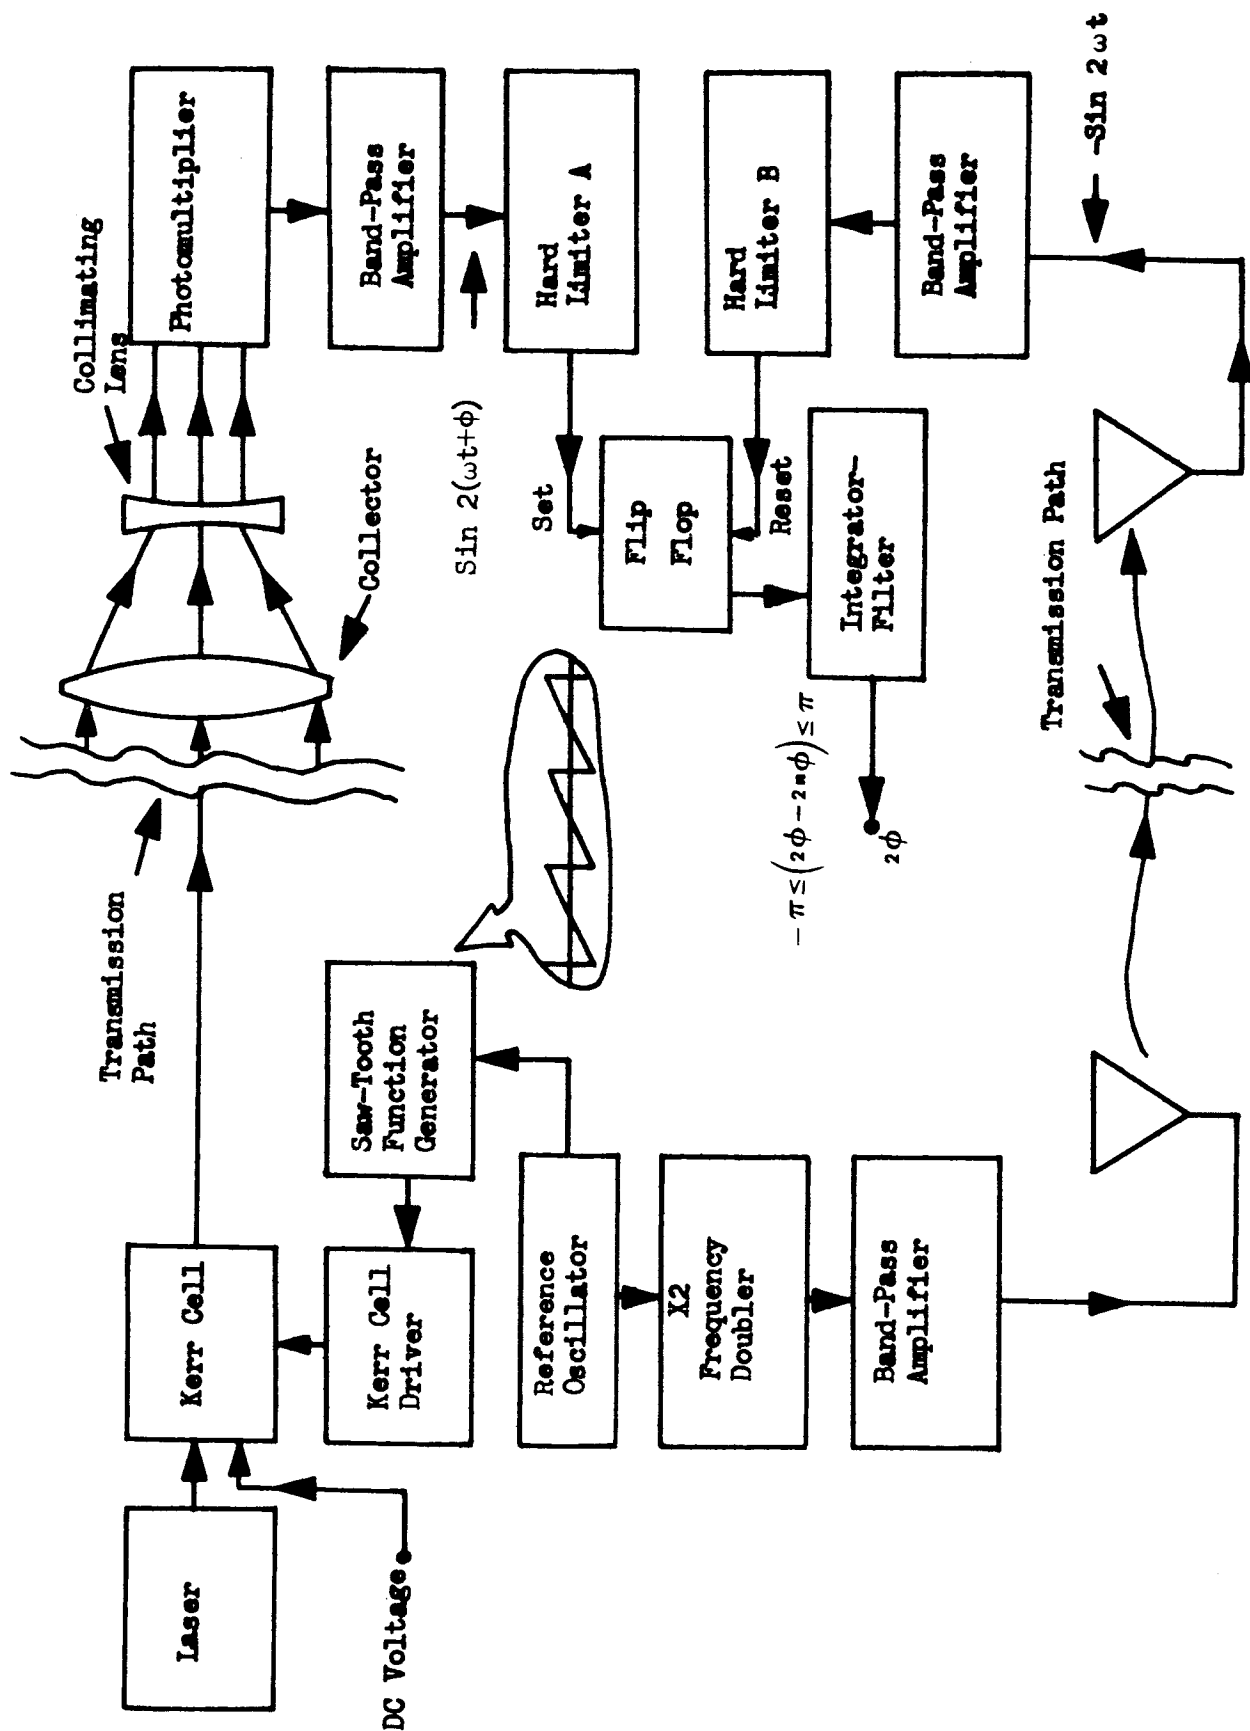 Laser
DC Voltage
Kerr Cell
Kerr Cell
Driver
Saw-Tooth
Function
Generator
Reference
Oscillator
X2
Frequency
Doubler
Band-Pass
Amplifier
Transmission
Path
Collector
Collimating
Lens
Photomultiplier
Band-Pass
Amplifier
Sin 2(ωt+ϕ)
Hard
Limiter A
Set
Flip
Flop
Reset
Hard
Limiter B
Integrator-
Filter
−π≤(2ϕ−2mϕ)≤π
2ϕ
Band-Pass
Amplifier
-Sin 2ωt
Transmission Path